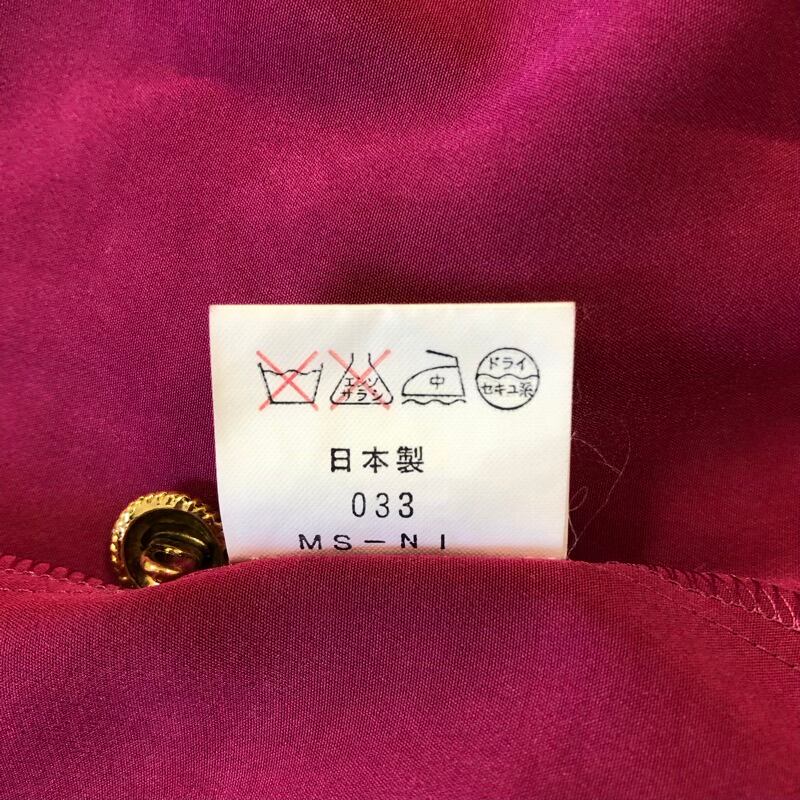 エンソ
サラシ
中
ドライ
セキユ系
日本製
033
MS-NI